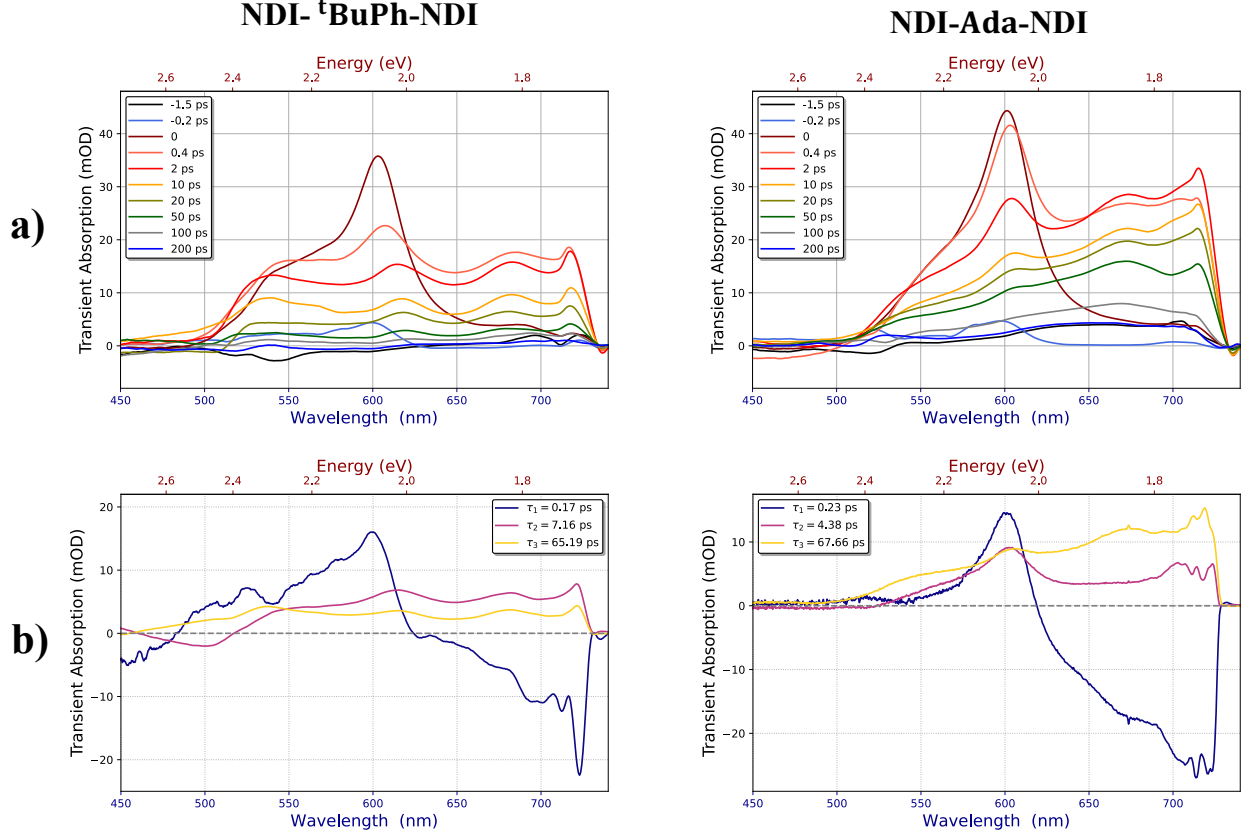 NDI- ᵗBuPh-NDI
NDI-Ada-NDI
a)
Energy (eV)
2.6 2.4 2.2 2.0 1.8
Transient Absorption (mOD)
40
30
20
10
0
-1.5 ps
-0.2 ps
0
0.4 ps
2 ps
10 ps
20 ps
50 ps
100 ps
200 ps
450 500 550 600 650 700
Wavelength (nm)
Energy (eV)
2.6 2.4 2.2 2.0 1.8
Transient Absorption (mOD)
40
30
20
10
0
-1.5 ps
-0.2 ps
0
0.4 ps
2 ps
10 ps
20 ps
50 ps
100 ps
200 ps
450 500 550 600 650 700
Wavelength (nm)
b)
Energy (eV)
2.6 2.4 2.2 2.0 1.8
Transient Absorption (mOD)
20
10
0
−10
−20
τ₁ = 0.17 ps
τ₂ = 7.16 ps
τ₃ = 65.19 ps
450 500 550 600 650 700
Wavelength (nm)
Energy (eV)
2.6 2.4 2.2 2.0 1.8
Transient Absorption (mOD)
10
0
−10
−20
τ₁ = 0.23 ps
τ₂ = 4.38 ps
τ₃ = 67.66 ps
450 500 550 600 650 700
Wavelength (nm)